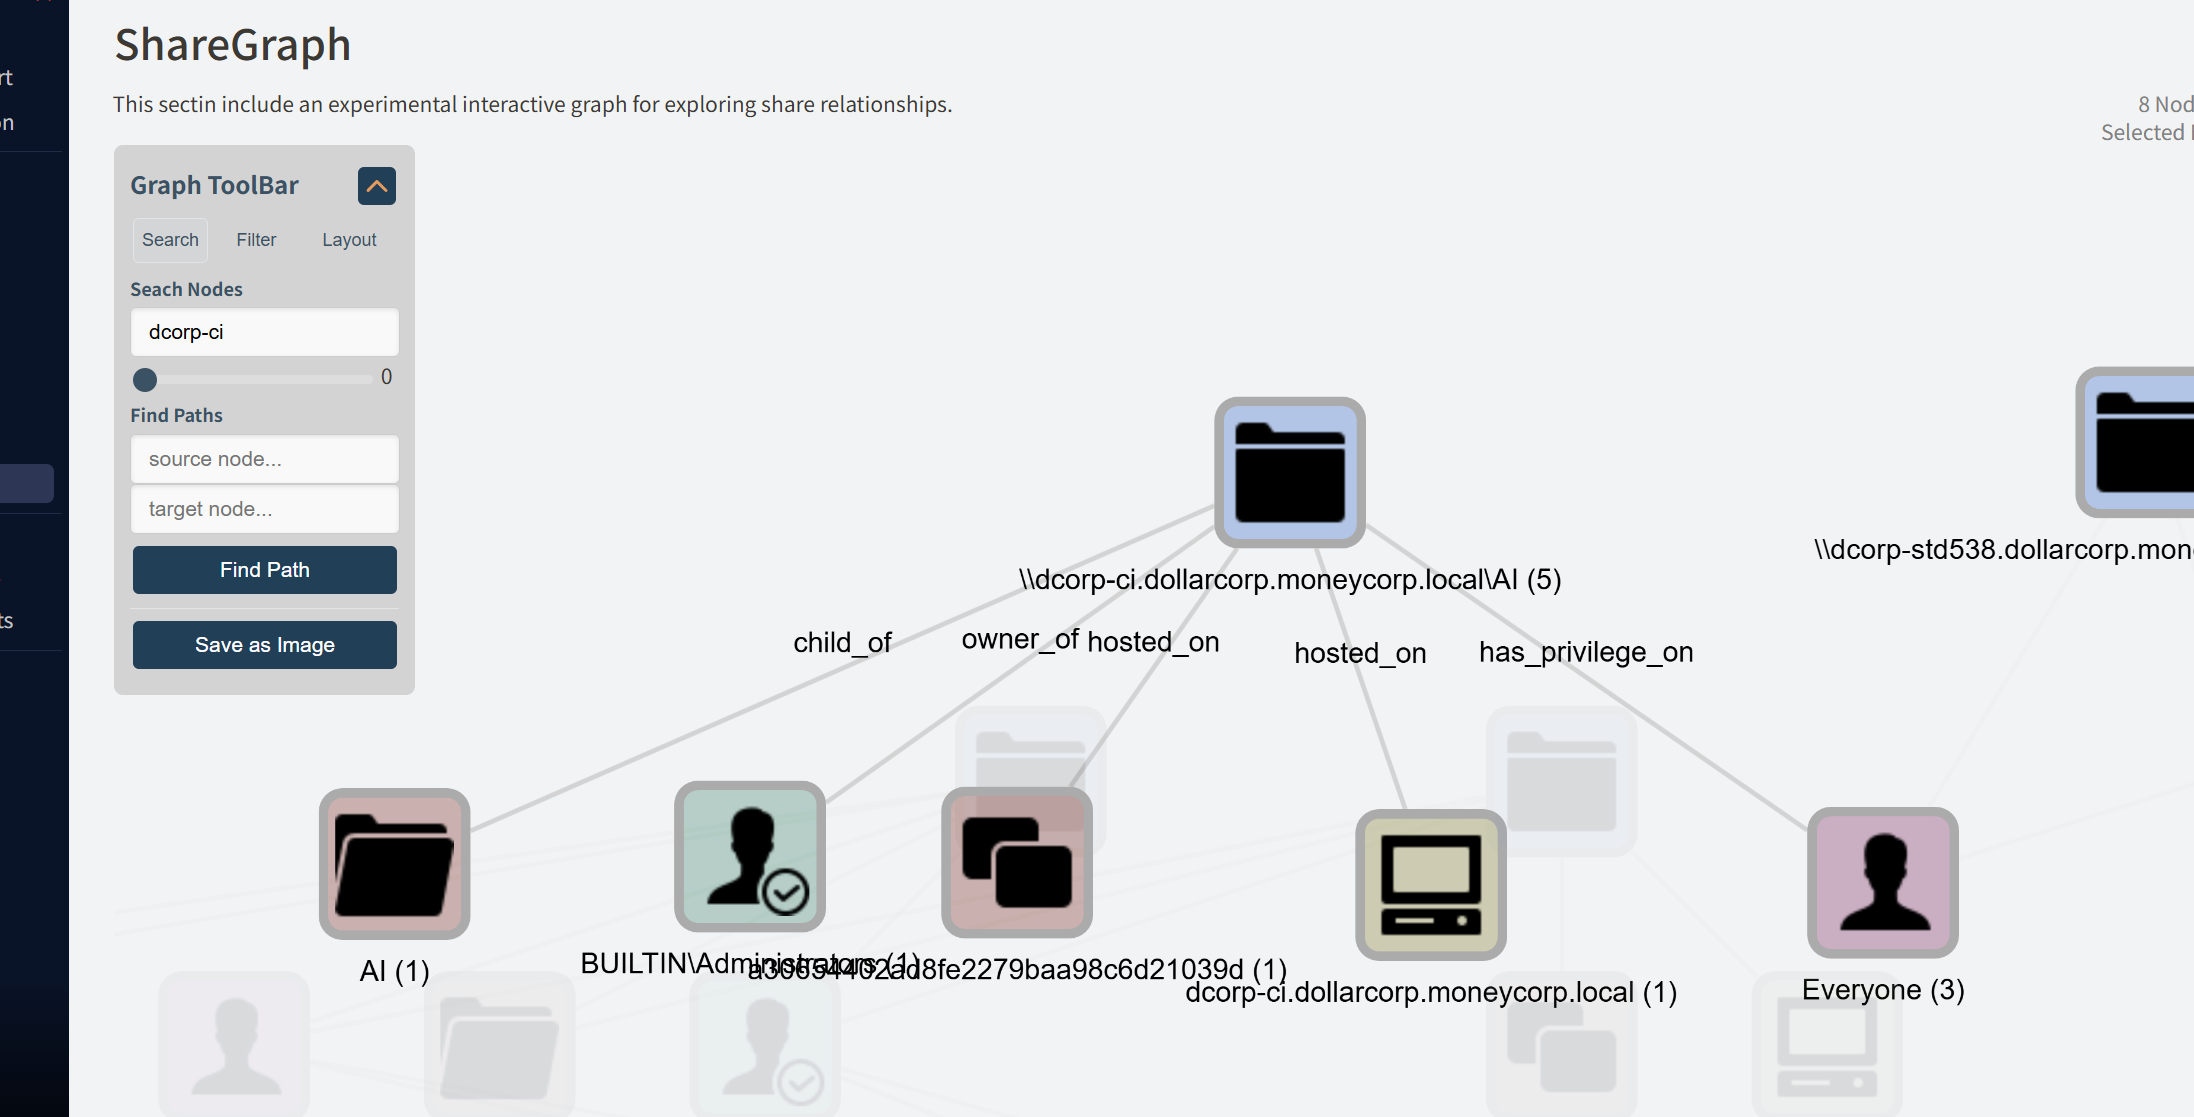 ShareGraph
This sectin include an experimental interactive graph for exploring share relationships.
rt
on
8 Nod
Selected
Graph ToolBar
Search Filter Layout
Seach Nodes
dcorp-ci
0
Find Paths
source node...
target node...
Find Path
Save as Image
ts
\\dcorp-std538.dollarcorp.mon
\\dcorp-ci.dollarcorp.moneycorp.local\AI (5)
child_of owner_of hosted_on hosted_on has_privilege_on
AI (1)
BUILTIN\Administrators (1)
dcorp-ci.dollarcorp.moneycorp.local (1)
Everyone (3)